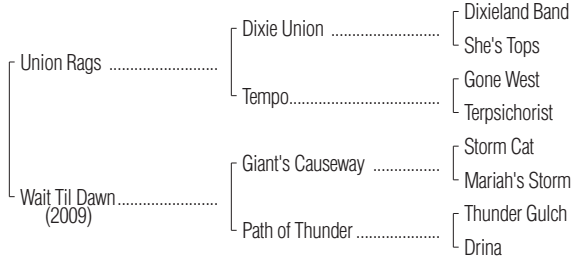 Dixieland Band
Dixie Union ..........................
She's Tops
Union Rags ..........................
Gone West
Tempo.....................................
Terpsichorist
Storm Cat
Giant's Causeway ................
Mariah's Storm
Wait Til Dawn........................
(2009)
Thunder Gulch
Path of Thunder ....................
Drina